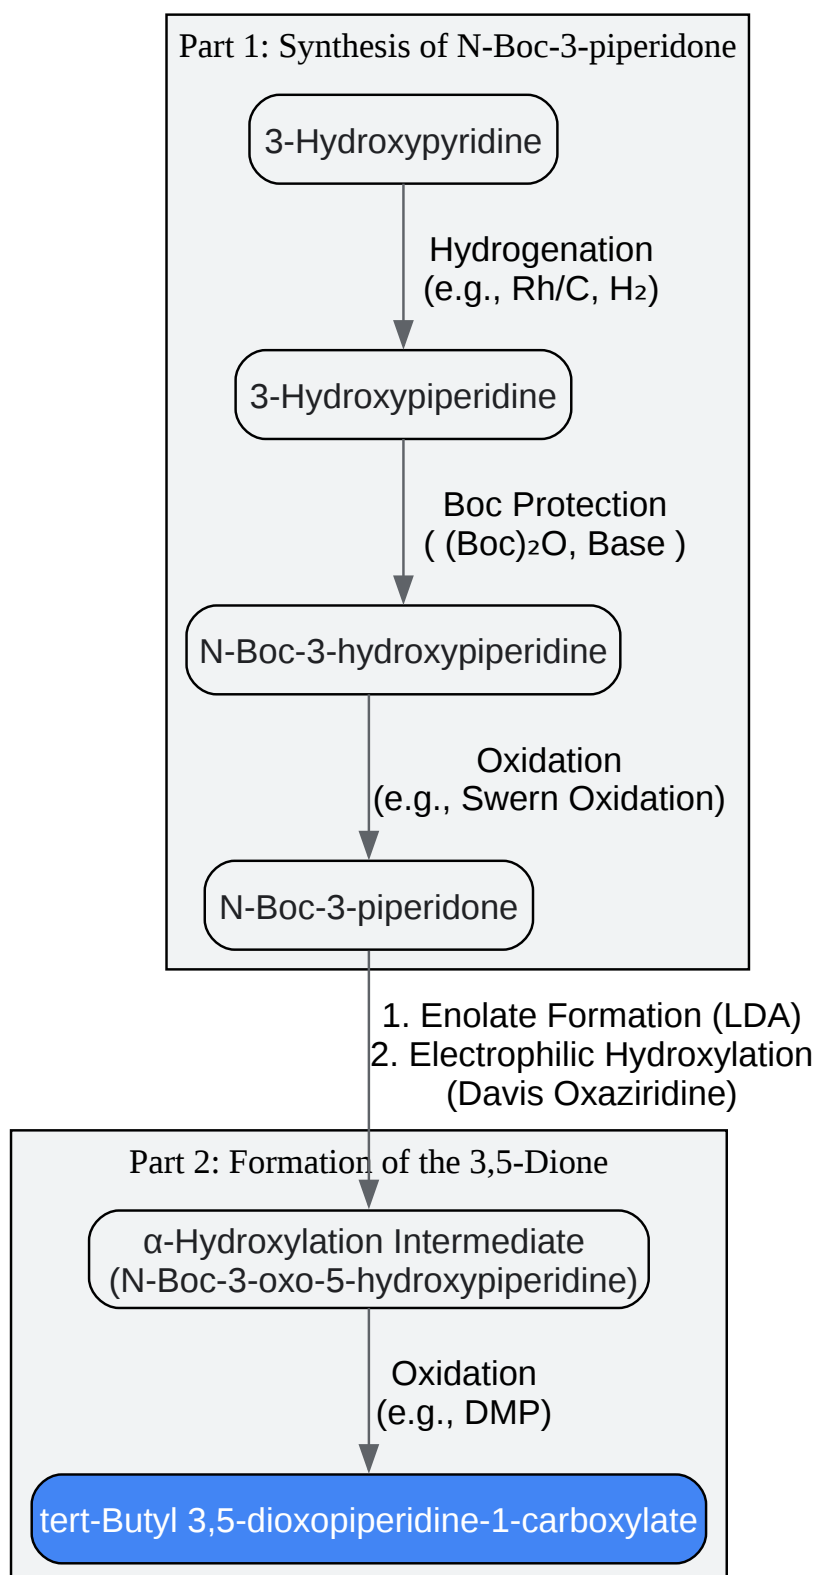 Part 1: Synthesis of N-Boc-3-piperidone
3-Hydroxypyridine
Hydrogenation
(e.g., Rh/C, H₂)
3-Hydroxypiperidine
Boc Protection
( (Boc)₂O, Base )
N-Boc-3-hydroxypiperidine
Oxidation
(e.g., Swern Oxidation)
N-Boc-3-piperidone
1. Enolate Formation (LDA)
2. Electrophilic Hydroxylation
(Davis Oxaziridine)
Part 2: Formation of the 3,5-Dione
α-Hydroxylation Intermediate
(N-Boc-3-oxo-5-hydroxypiperidine)
Oxidation
(e.g., DMP)
tert-Butyl 3,5-dioxopiperidine-1-carboxylate